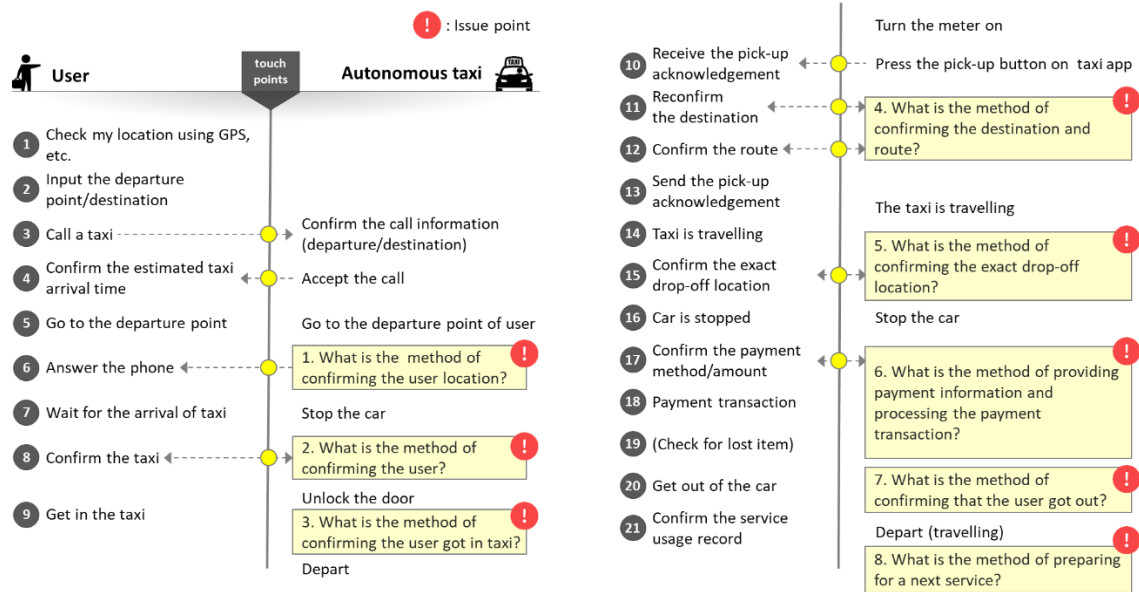 ! : Issue point
User
touch
points
TAXI
Autonomous taxi
1 Check my location using GPS,
etc.
2 Input the departure
point/destination
3 Call a taxi
Confirm the call information
(departure/destination)
4 Confirm the estimated taxi
arrival time
Accept the call
5 Go to the departure point
Go to the departure point of user
6 Answer the phone
1. What is the method of
confirming the user location?
!
7 Wait for the arrival of taxi
Stop the car
8 Confirm the taxi
2. What is the method of
confirming the user?
!
Unlock the door
9 Get in the taxi
3. What is the method of
confirming the user got in taxi?
!
Depart
Turn the meter on
10 Receive the pick-up
acknowledgement
Press the pick-up button on taxi app
11 Reconfirm
the destination
12 Confirm the route
4. What is the method of
confirming the destination and
route?
!
13 Send the pick-up
acknowledgement
The taxi is travelling
14 Taxi is travelling
15 Confirm the exact
drop-off location
5. What is the method of
confirming the exact drop-off
location?
!
16 Car is stopped
Stop the car
17 Confirm the payment
method/amount
18 Payment transaction
6. What is the method of providing
payment information and
processing the payment
transaction?
!
19 (Check for lost item)
20 Get out of the car
7. What is the method of
confirming that the user got out?
!
21 Confirm the service
usage record
Depart (travelling)
8. What is the method of preparing
for a next service?
!